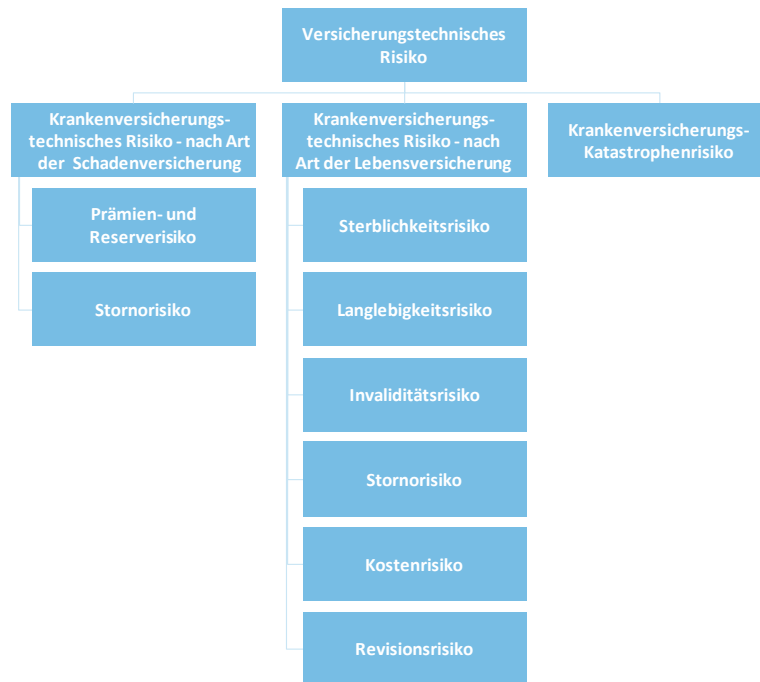 Versicherungstechnisches
Risiko
Krankenversicherungs-
technisches Risiko - nach Art
der Schadenversicherung
Prämien- und
Reserverisiko
Stornorisiko
Krankenversicherungs-
technisches Risiko - nach
Art der Lebensversicherung
Sterblichkeitsrisiko
Langlebigkeitsrisiko
Invaliditätsrisiko
Stornorisiko
Kostenrisiko
Revisionsrisiko
Krankenversicherungs-
Katastrophenrisiko